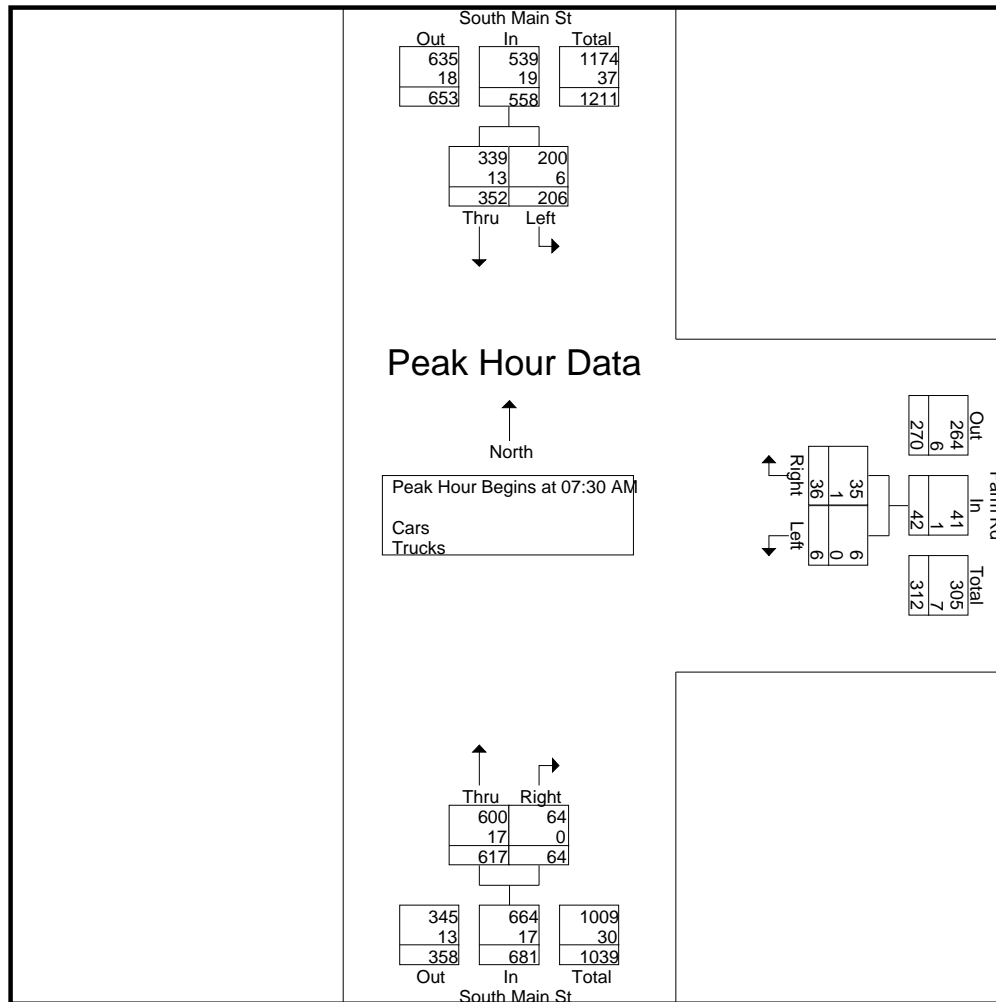 South Main St
Out In Total
635 539 1174
18 19 37
653 558 1211
339 200
13 6
352 206
Thru Left
Peak Hour Data
North
Peak Hour Begins at 07:30 AM
Cars
Trucks
Out In Total
264 41 305
6 1 7
270 42 312
35 6
1 0
36 6
Right Left
Thru Right
600 64
17 0
617 64
345 664 1009
13 17 30
358 681 1039
Out In Total
South Main St